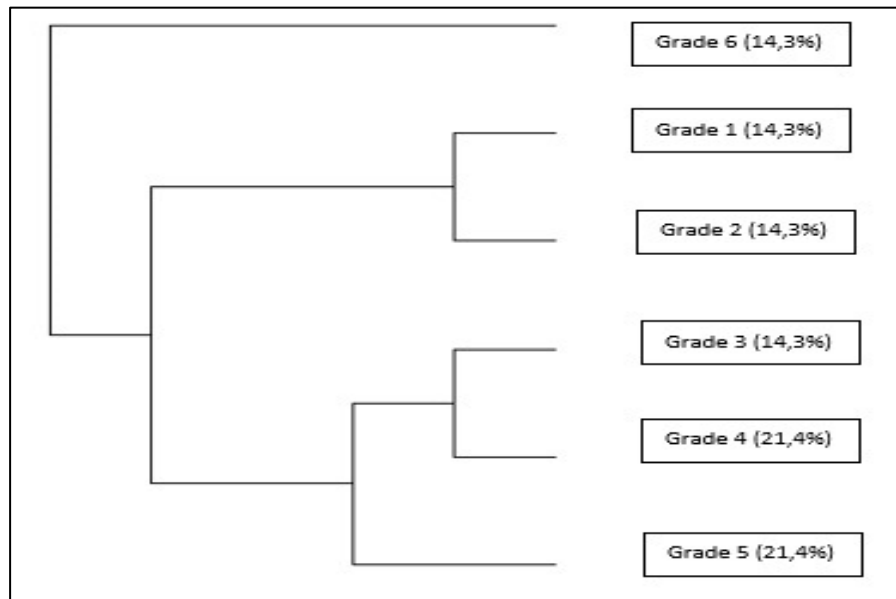 Grade 6 (14,3%)
Grade 1 (14,3%)
Grade 2 (14,3%)
Grade 3 (14,3%)
Grade 4 (21,4%)
Grade 5 (21,4%)